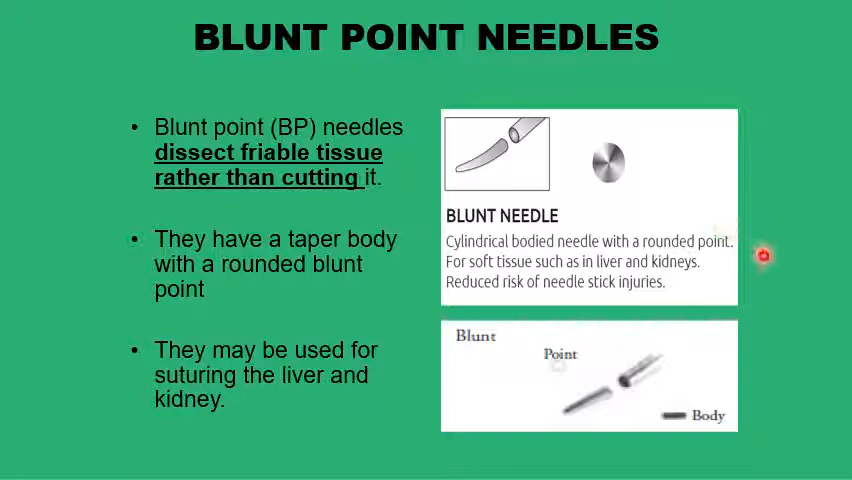 BLUNT POINT NEEDLES
• Blunt point (BP) needles
dissect friable tissue
rather than cutting it.
• They have a taper body
with a rounded blunt
point
• They may be used for
suturing the liver and
kidney.
BLUNT NEEDLE
Cylindrical bodied needle with a rounded point.
For soft tissue such as in liver and kidneys.
Reduced risk of needle stick injuries.
Blunt
Point
Body